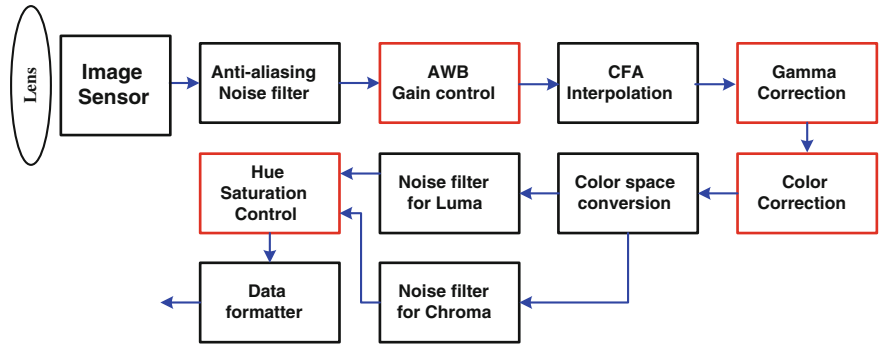 Lens
Image
Sensor
Anti-aliasing
Noise filter
AWB
Gain control
CFA
Interpolation
Gamma
Correction
Hue
Saturation
Control
Noise filter
for Luma
Color space
conversion
Color
Correction
Data
formatter
Noise filter
for Chroma